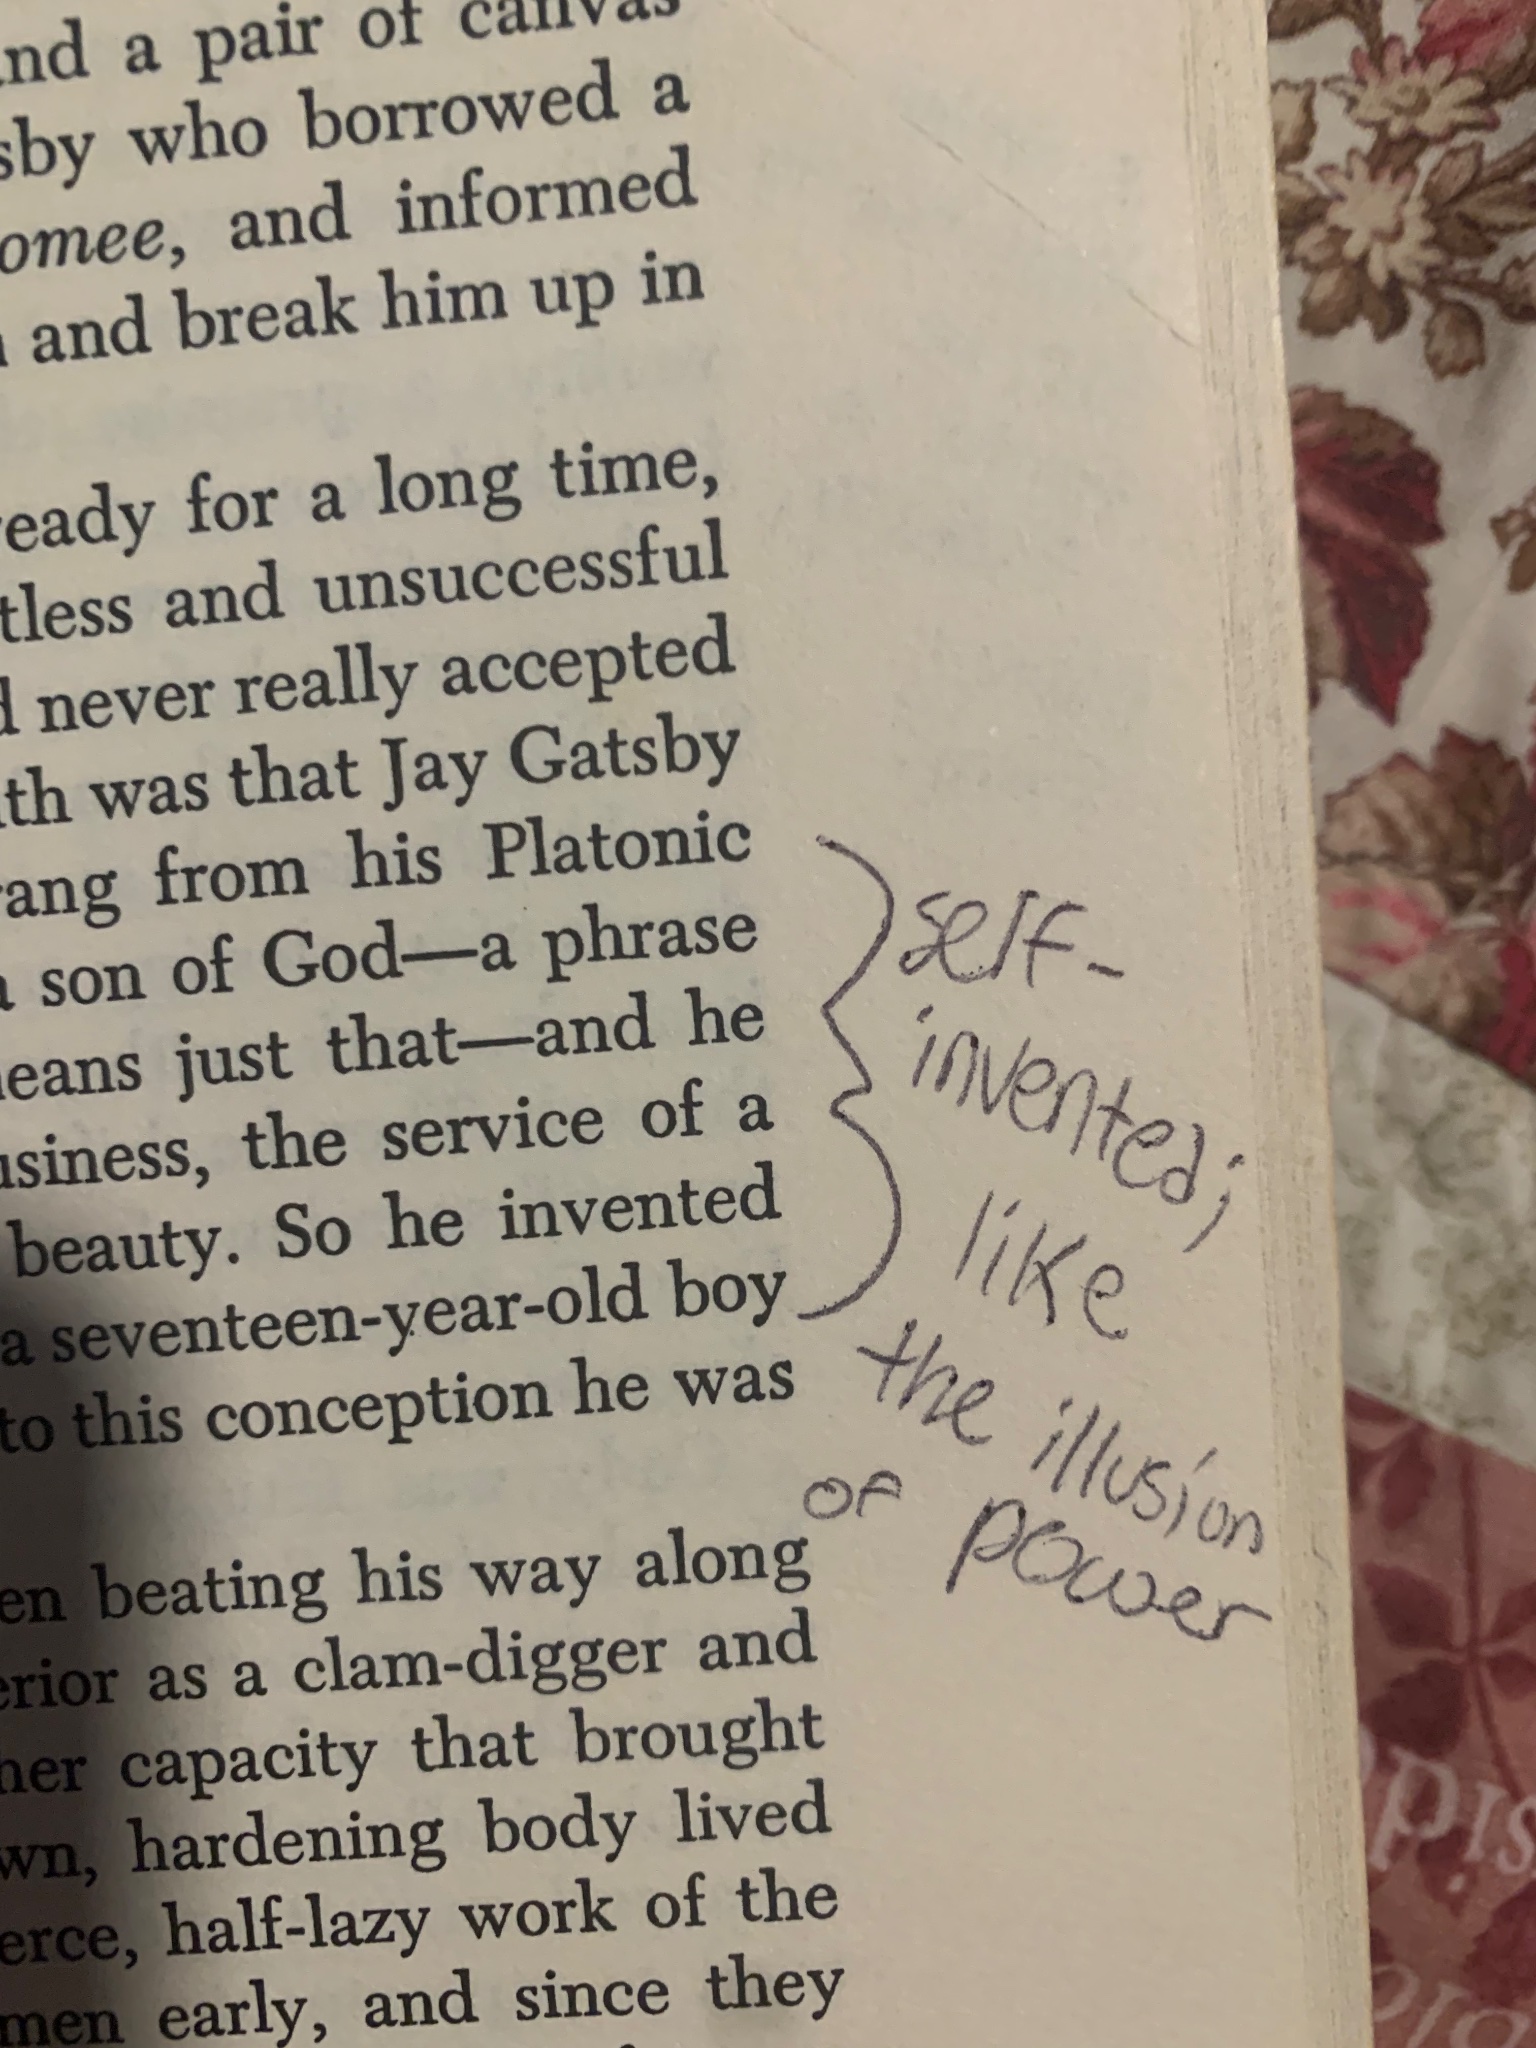 and a pair of canvas
sby who borrowed a
omee, and informed
and break him up in
ready for a long time,
tless and unsuccessful
d never really accepted
th was that Jay Gatsby
rang from his Platonic
a son of God—a phrase
eans just that—and he
usiness, the service of a
beauty. So he invented
a seventeen-year-old boy
to this conception he was
en beating his way along
erior as a clam-digger and
her capacity that brought
wn, hardening body lived
erce, half-lazy work of the
men early, and since they
self-
invented;
like
the illusion
of power